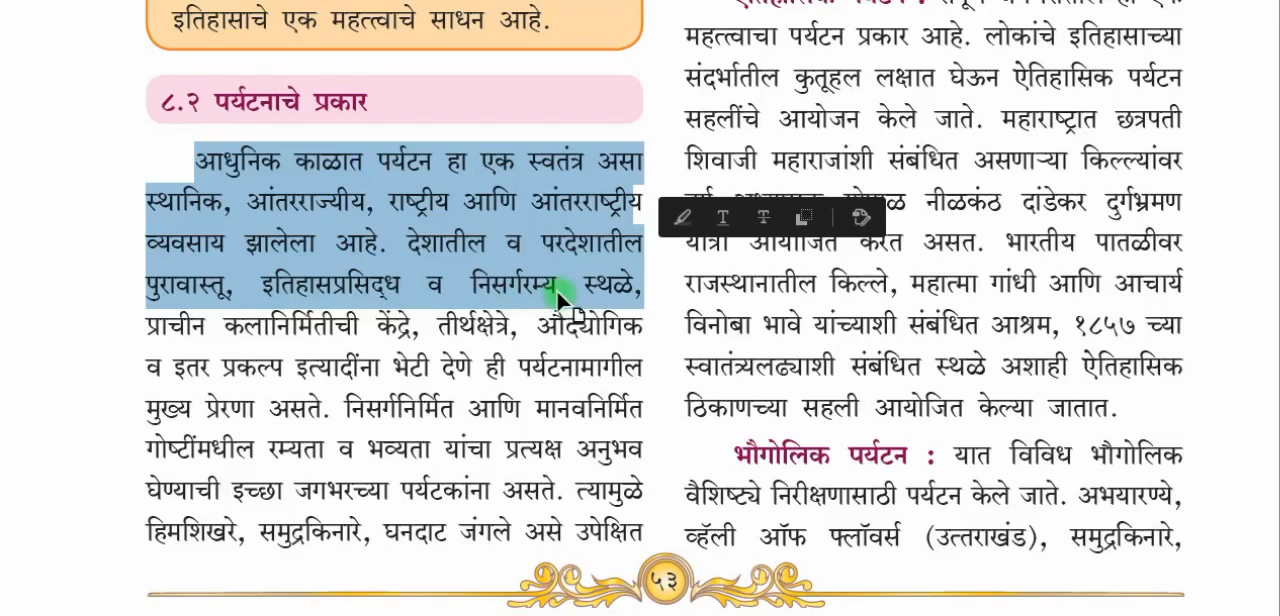 इतिहासाचे एक महत्त्वाचे साधन आहे.
८.२ पर्यटनाचे प्रकार
आधुनिक काळात पर्यटन हा एक स्वतंत्र असा
स्थानिक, आंतरराज्यीय, राष्ट्रीय आणि आंतरराष्ट्रीय
व्यवसाय झालेला आहे. देशातील व परदेशातील
पुरावास्तू, इतिहासप्रसिद्ध व निसर्गरम्य स्थळे,
प्राचीन कलानिर्मितीची केंद्रे, तीर्थक्षेत्रे, औद्योगिक
व इतर प्रकल्प इत्यादींना भेटी देणे ही पर्यटनामागील
मुख्य प्रेरणा असते. निसर्गनिर्मित आणि मानवनिर्मित
गोष्टींमधील रम्यता व भव्यता यांचा प्रत्यक्ष अनुभव
घेण्याची इच्छा जगभरच्या पर्यटकांना असते. त्यामुळे
हिमशिखरे, समुद्रकिनारे, घनदाट जंगले असे उपेक्षित
महत्त्वाचा पर्यटन प्रकार आहे. लोकांचे इतिहासाच्या
संदर्भातील कुतूहल लक्षात घेऊन ऐतिहासिक पर्यटन
सहलींचे आयोजन केले जाते. महाराष्ट्रात छत्रपती
शिवाजी महाराजांशी संबंधित असणाऱ्या किल्ल्यांवर
नीळकंठ दांडेकर दुर्गभ्रमण
यात्रा आयोजित करत असत. भारतीय पातळीवर
राजस्थानातील किल्ले, महात्मा गांधी आणि आचार्य
विनोबा भावे यांच्याशी संबंधित आश्रम, १८५७ च्या
स्वातंत्र्यलढ्याशी संबंधित स्थळे अशाही ऐतिहासिक
ठिकाणच्या सहली आयोजित केल्या जातात.
भौगोलिक पर्यटन : यात विविध भौगोलिक
वैशिष्ट्ये निरीक्षणासाठी पर्यटन केले जाते. अभयारण्ये,
व्हॅली ऑफ फ्लॉवर्स (उत्तराखंड), समुद्रकिनारे,
५३